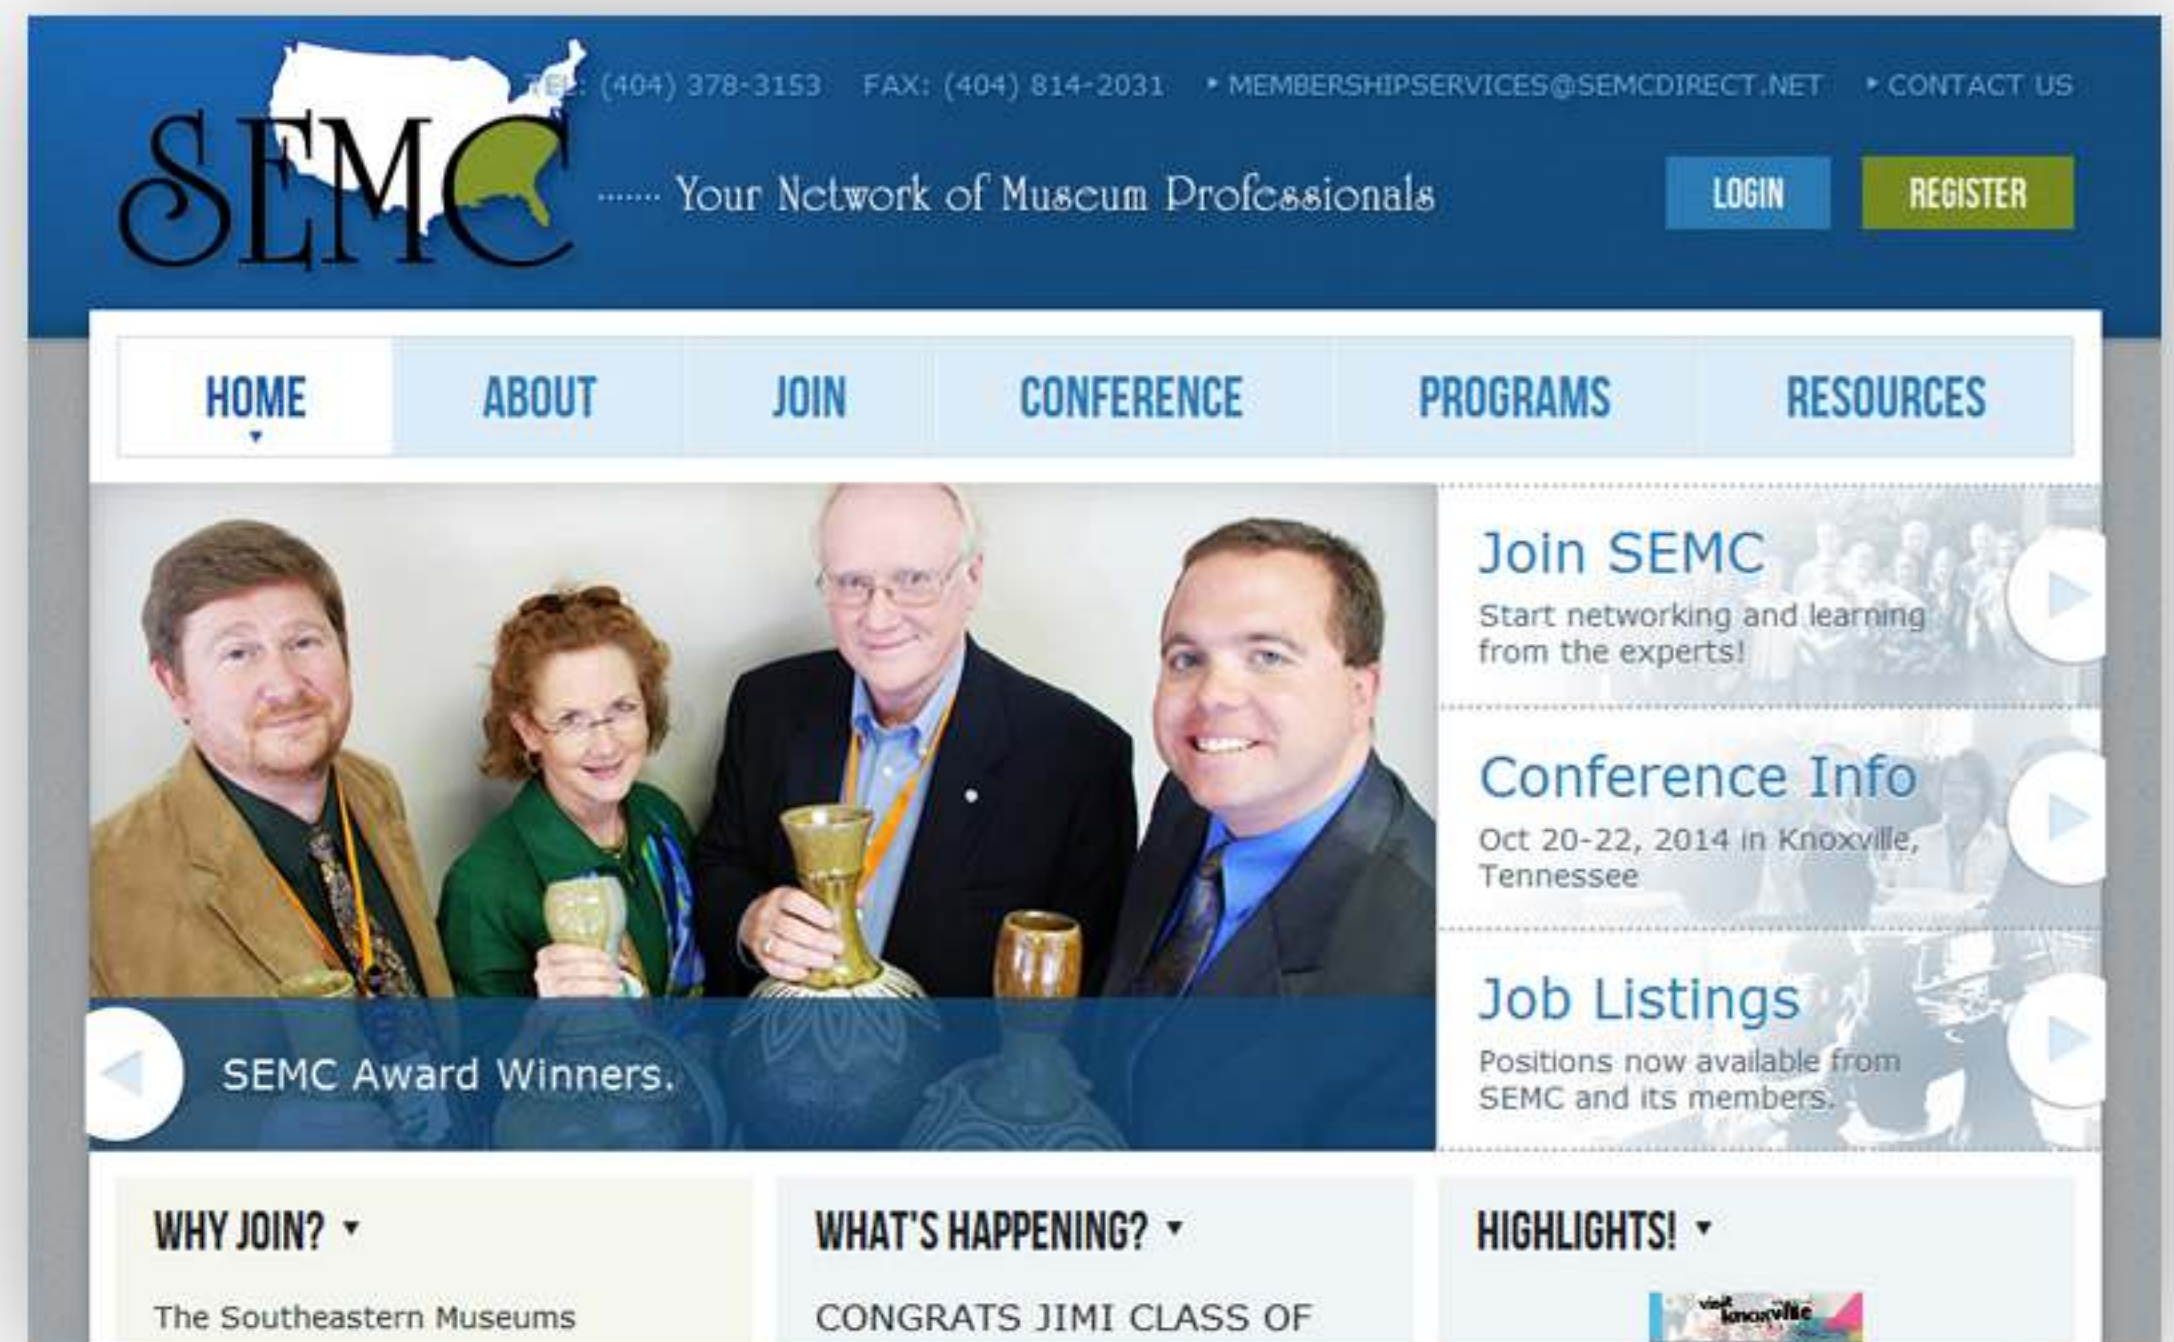 TEL: (404) 378-3153 FAX: (404) 814-2031 ▸ MEMBERSHIPSERVICES@SEMCDIRECT.NET ▸ CONTACT US
SEMC
....... Your Network of Museum Professionals
LOGIN REGISTER
HOME ABOUT JOIN CONFERENCE PROGRAMS RESOURCES
Join SEMC
Start networking and learning
from the experts!
Conference Info
Oct 20-22, 2014 in Knoxville,
Tennessee
Job Listings
Positions now available from
SEMC and its members.
SEMC Award Winners.
WHY JOIN?
The Southeastern Museums
WHAT'S HAPPENING?
CONGRATS JIMI CLASS OF
HIGHLIGHTS!
visit
knoxville